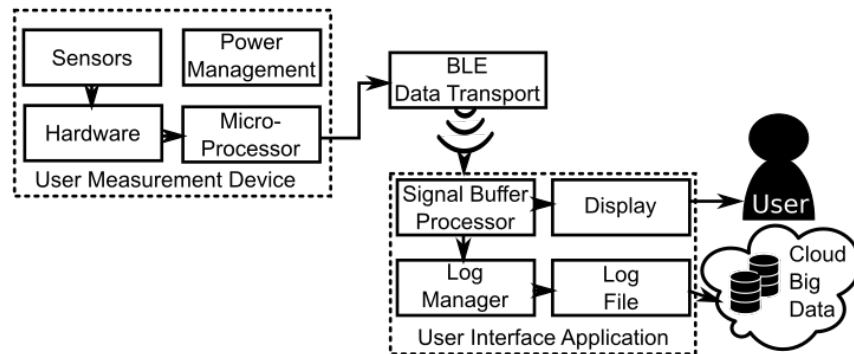 Sensors
Power
Management
Hardware
Micro-
Processor
User Measurement Device
BLE
Data Transport
Signal Buffer
Processor
Display
User
Log
Manager
Log
File
Cloud
Big
Data
User Interface Application